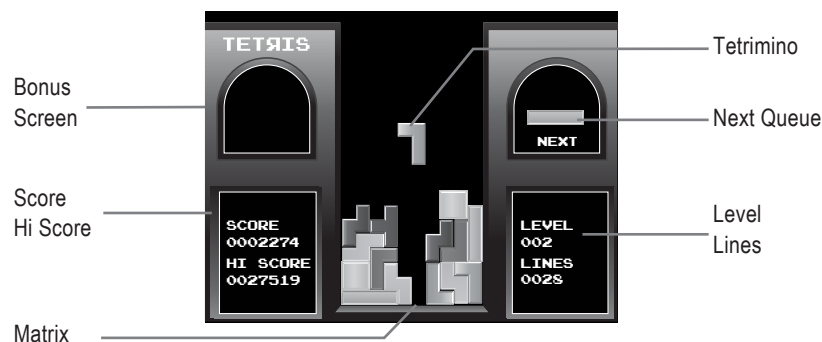 TETЯIS
Tetrimino
Bonus
Screen
Next Queue
NEXT
Score
Hi Score
SCORE
0002274
HI SCORE
0027519
LEVEL
002
LINES
0028
Level
Lines
Matrix